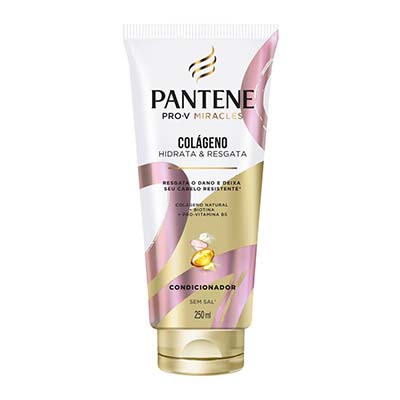 PANTENE
PRO-V MIRACLES
COLÁGENO
HIDRATA & RESGATA
RESGATA O DANO E DEIXA
SEU CABELO RESISTENTE*
COLÁGENO NATURAL
+ BIOTINA
+ PRO-VITAMINA B5
CONDICIONADOR
SEM SAL¹
250 ml